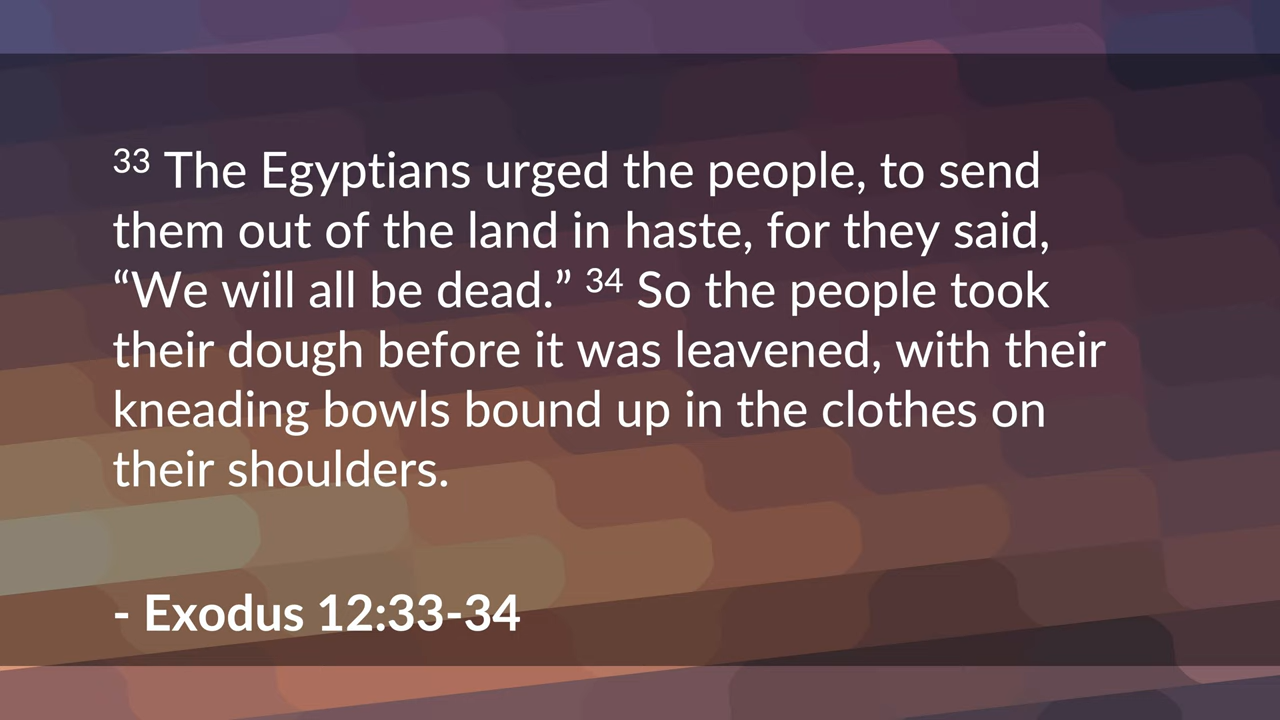 33 The Egyptians urged the people, to send
them out of the land in haste, for they said,
“We will all be dead.” 34 So the people took
their dough before it was leavened, with their
kneading bowls bound up in the clothes on
their shoulders.
- Exodus 12:33-34